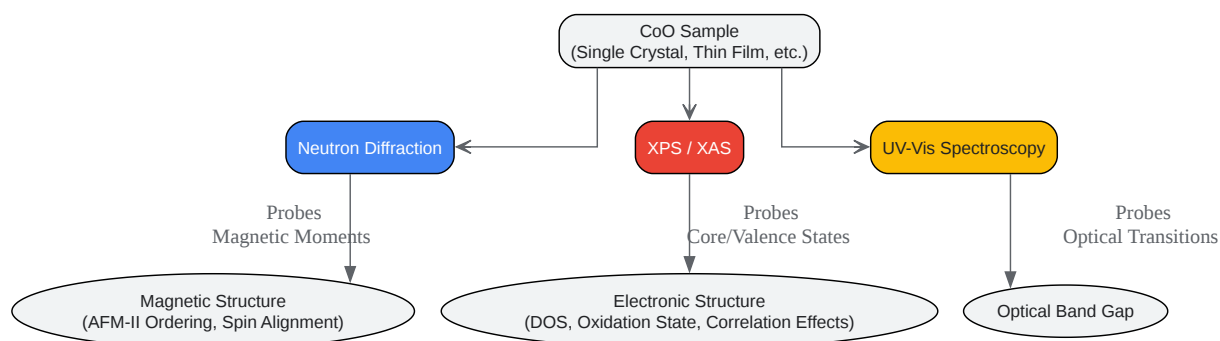 CoO Sample
(Single Crystal, Thin Film, etc.)
Neutron Diffraction
XPS / XAS
UV-Vis Spectroscopy
Probes
Magnetic Moments
Probes
Core/Valence States
Probes
Optical Transitions
Magnetic Structure
(AFM-II Ordering, Spin Alignment)
Electronic Structure
(DOS, Oxidation State, Correlation Effects)
Optical Band Gap